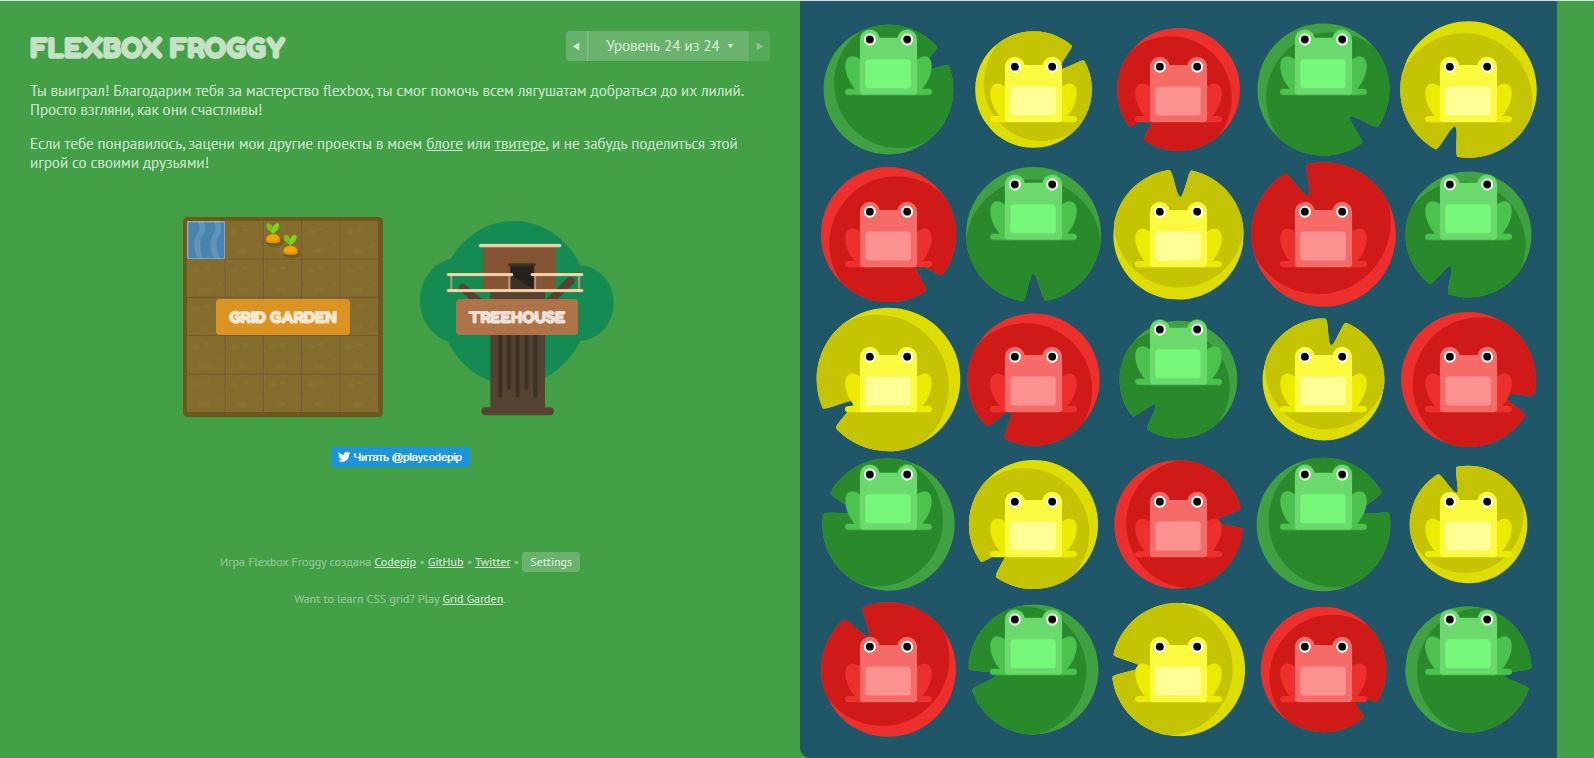 FLEXBOX FROGGY
Уровень 24 из 24
Ты выиграл! Благодарим тебя за мастерство flexbox, ты смог помочь всем лягушатам добраться до их лилий.
Просто взгляни, как они счастливы!
Если тебе понравилось, зацени мои другие проекты в моем блоге или твитере, и не забудь поделиться этой
игрой со своими друзьями!
GRID GARDEN
TREEHOUSE
Читать @playcodepip
Игра Flexbox Froggy создана Codepip • GitHub • Twitter • Settings
Want to learn CSS grid? Play Grid Garden.